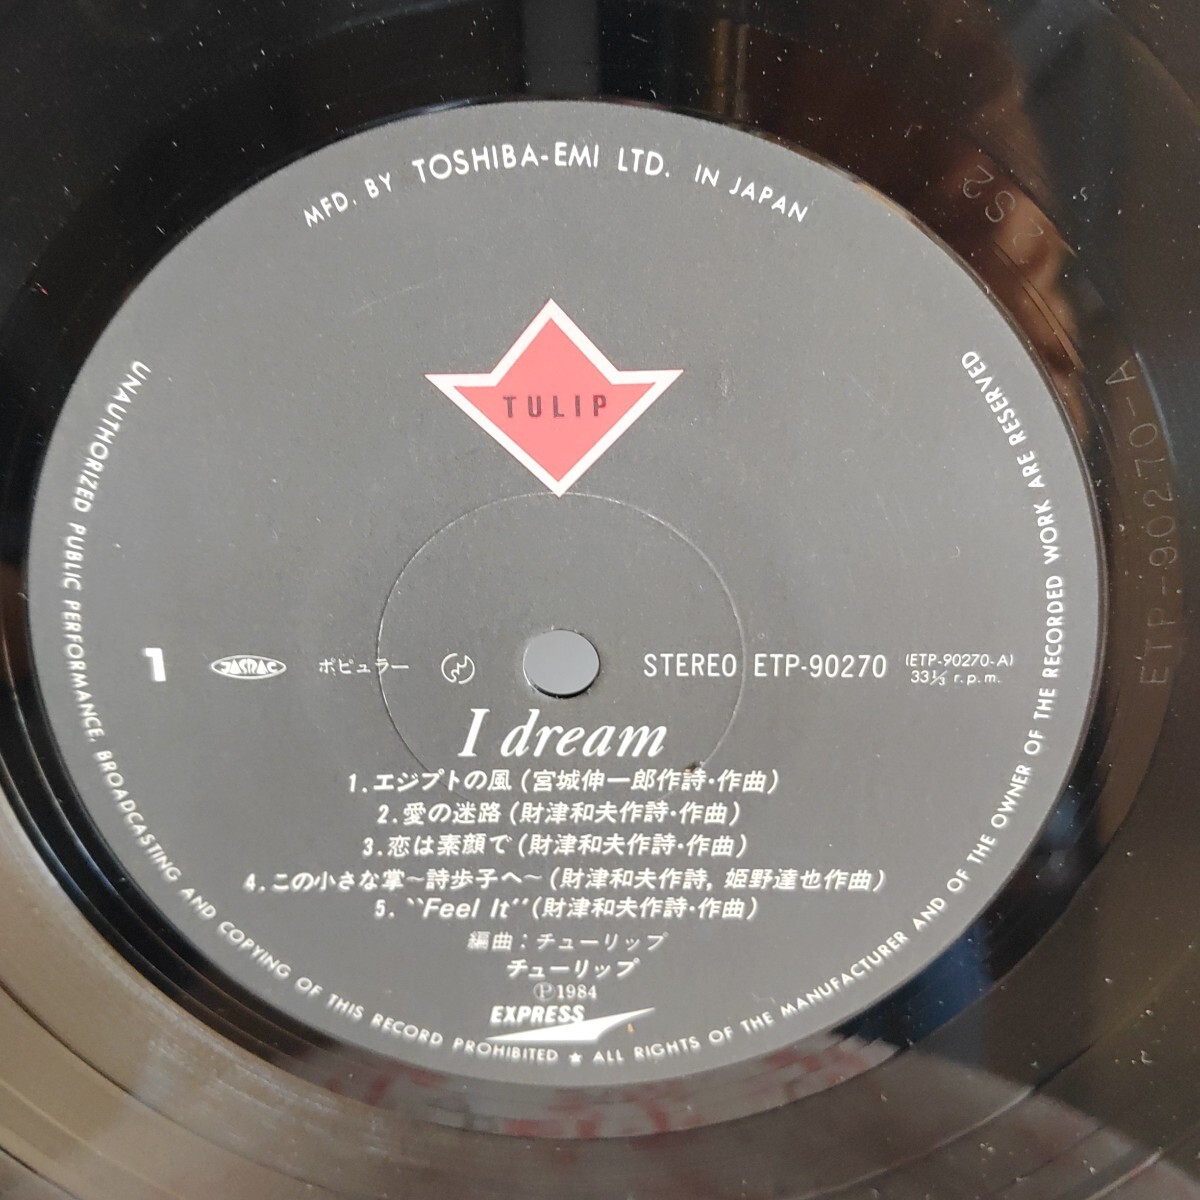 MFD. BY TOSHIBA-EMI LTD. IN JAPAN
TULIP
1 JASRAC ポピュラー STEREO ETP-90270 (ETP-90270-A)
33⅓ r.p.m.
I dream
1.エジプトの風(宮城伸一郎作詩・作曲)
2.愛の迷路(財津和夫作詩・作曲)
3.恋は素顔で(財津和夫作詩・作曲)
4.この小さな掌〜詩歩子へ〜(財津和夫作詩, 姫野達也作曲)
5.“Feel It”(財津和夫作詩・作曲)
編曲:チューリップ
チューリップ
Ⓟ1984
EXPRESS
UNAUTHORIZED PUBLIC PERFORMANCE, BROADCASTING AND COPYING OF THIS RECORD PROHIBITED ★ ALL RIGHTS OF THE MANUFACTURER AND OF THE OWNER OF THE RECORDED WORK ARE RESERVED
ETP-90270-A
2S2